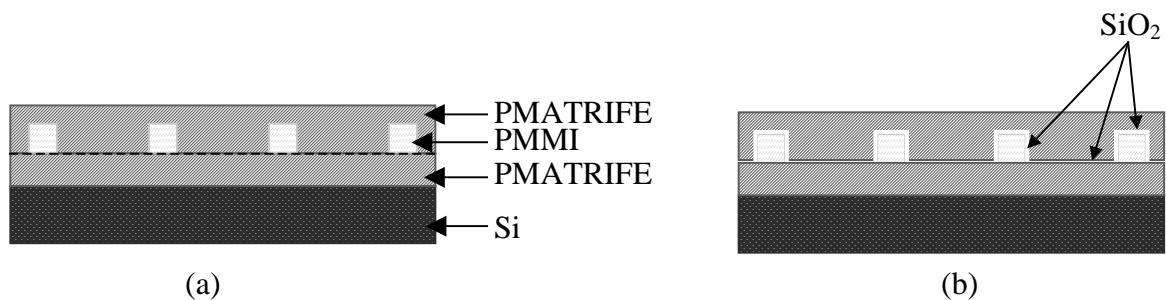 SiO₂
PMATRIFE
PMMI
PMATRIFE
Si
(a)
(b)